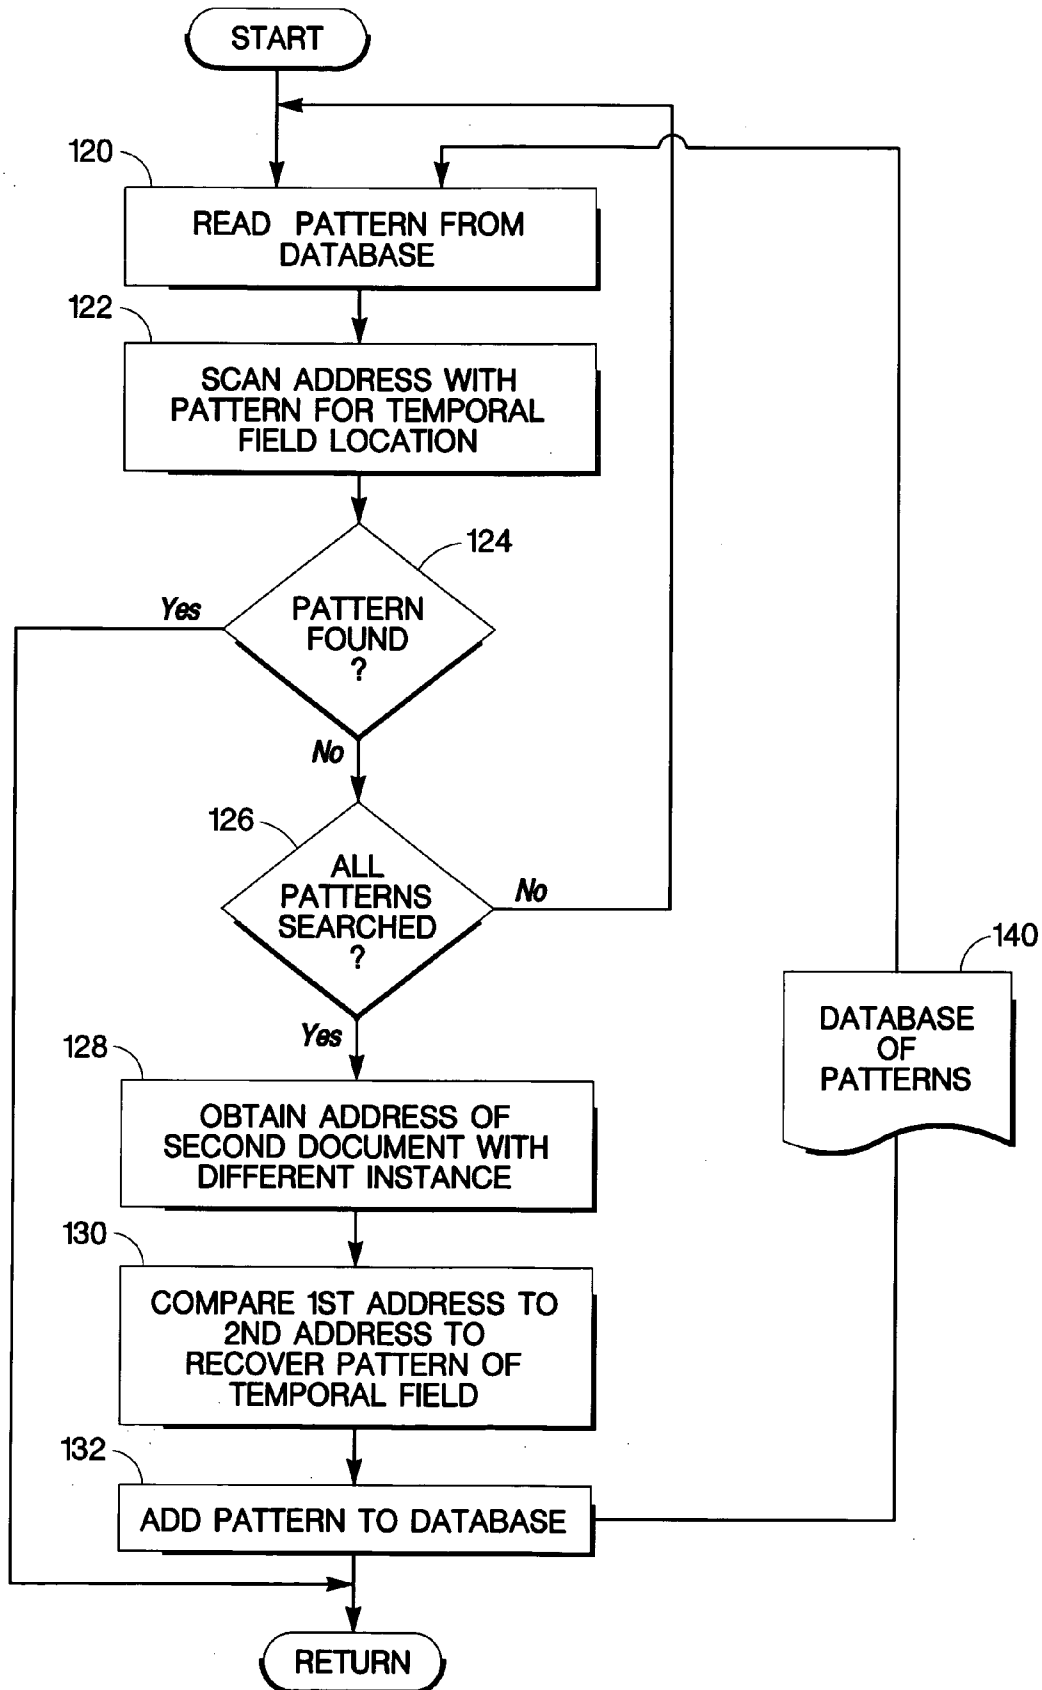 START
120
READ PATTERN FROM
DATABASE
122
SCAN ADDRESS WITH
PATTERN FOR TEMPORAL
FIELD LOCATION
124
Yes
PATTERN
FOUND
?
No
126
ALL
PATTERNS
SEARCHED
?
No
Yes
140
DATABASE
OF
PATTERNS
128
OBTAIN ADDRESS OF
SECOND DOCUMENT WITH
DIFFERENT INSTANCE
130
COMPARE 1ST ADDRESS TO
2ND ADDRESS TO
RECOVER PATTERN OF
TEMPORAL FIELD
132
ADD PATTERN TO DATABASE
RETURN